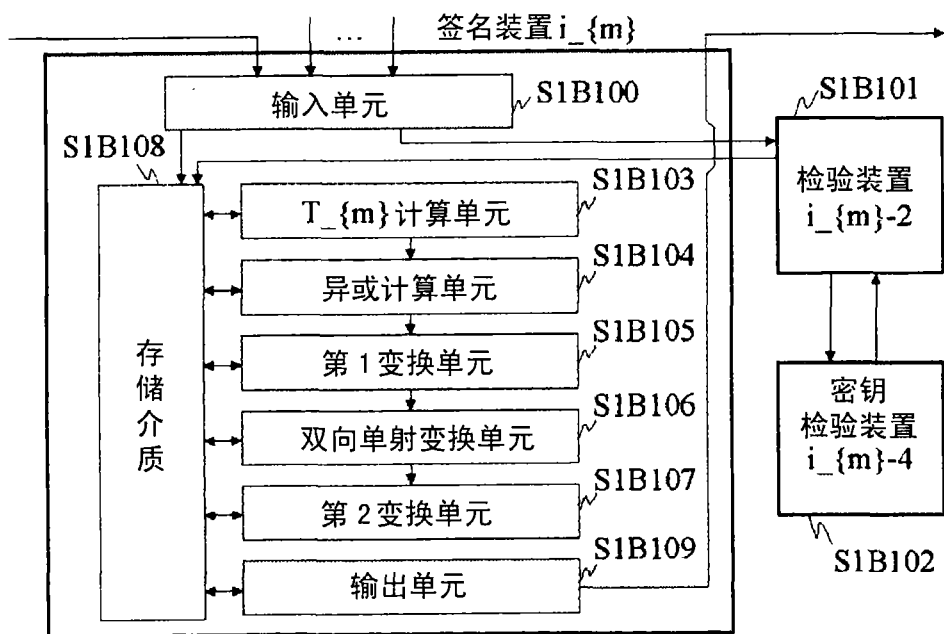 … 签名装置i_{m}
输入单元
S1B100
S1B101
S1B108
检验装置
i_{m}-2
存储介质
T_{m}计算单元
S1B103
异或计算单元
S1B104
第1变换单元
S1B105
双向单射变换单元
S1B106
第2变换单元
S1B107
输出单元
S1B109
密钥
检验装置
i_{m}-4
S1B102